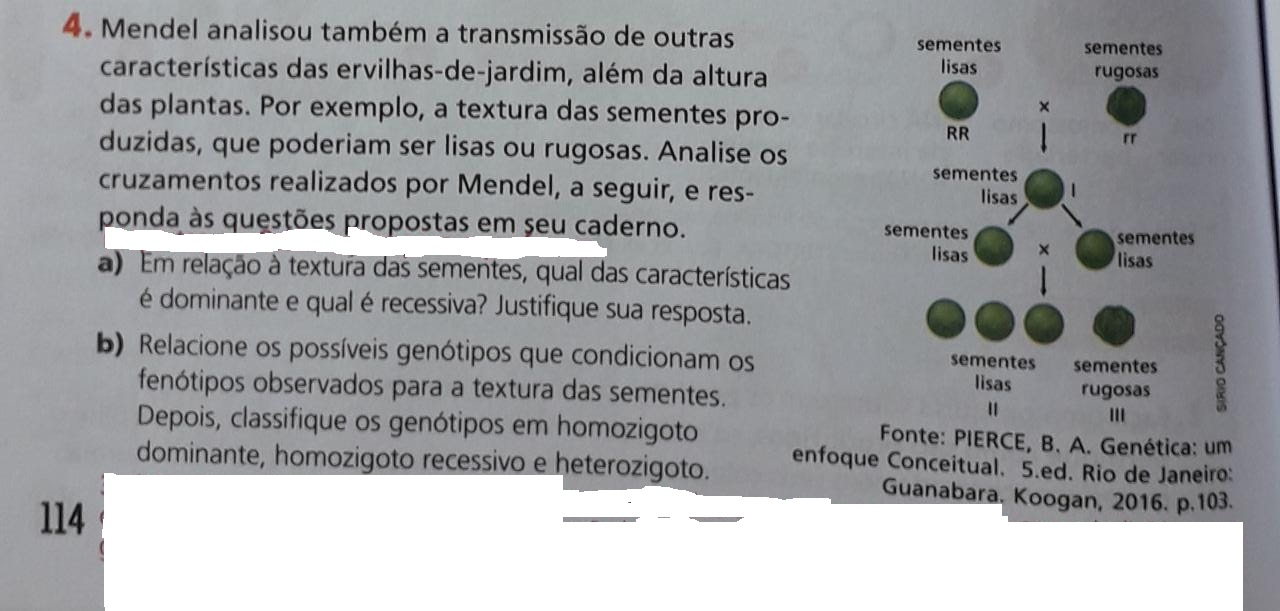 4. Mendel analisou também a transmissão de outras
características das ervilhas-de-jardim, além da altura
das plantas. Por exemplo, a textura das sementes pro-
duzidas, que poderiam ser lisas ou rugosas. Analise os
cruzamentos realizados por Mendel, a seguir, e res-
ponda às questões propostas em seu caderno.
a) Em relação à textura das sementes, qual das características
é dominante e qual é recessiva? Justifique sua resposta.
b) Relacione os possíveis genótipos que condicionam os
fenótipos observados para a textura das sementes.
Depois, classifique os genótipos em homozigoto
dominante, homozigoto recessivo e heterozigoto.
114
sementes
lisas
sementes
rugosas
x
RR
rr
sementes
lisas
I
sementes
lisas
x
sementes
lisas
sementes
lisas
II
sementes
rugosas
III
SIRIO CANÇADO
Fonte: PIERCE, B. A. Genética: um
enfoque Conceitual. 5.ed. Rio de Janeiro:
Guanabara. Koogan, 2016. p.103.